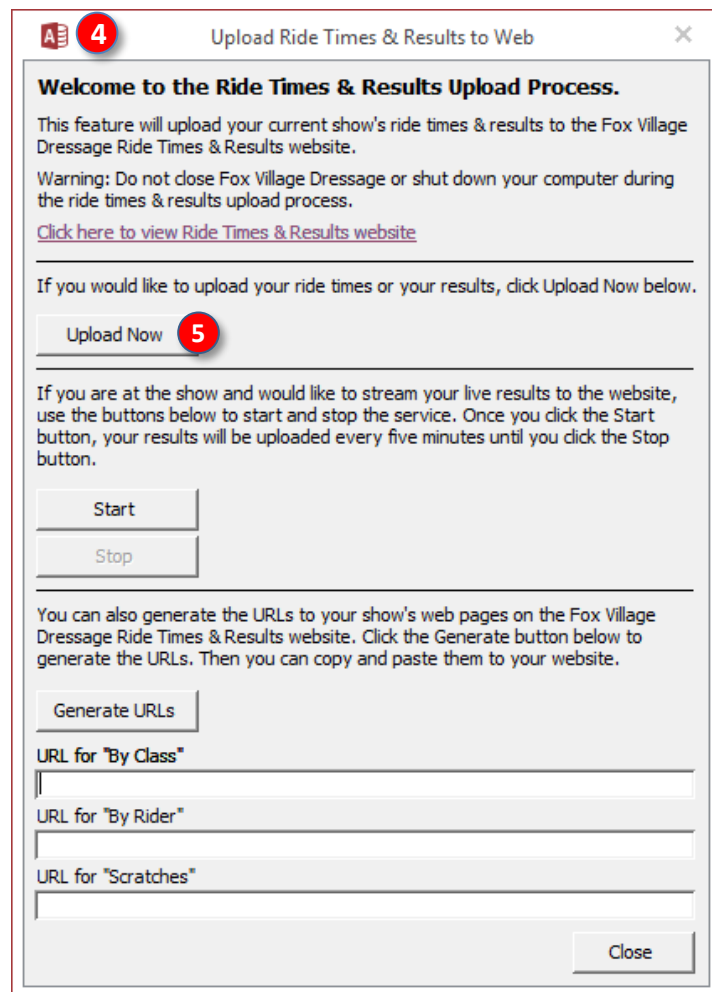 A
4
Upload Ride Times & Results to Web
Welcome to the Ride Times & Results Upload Process.
This feature will upload your current show's ride times & results to the Fox Village
Dressage Ride Times & Results website.
Warning: Do not close Fox Village Dressage or shut down your computer during
the ride times & results upload process.
Click here to view Ride Times & Results website
If you would like to upload your ride times or your results, click Upload Now below.
Upload Now
5
If you are at the show and would like to stream your live results to the website,
use the buttons below to start and stop the service. Once you click the Start
button, your results will be uploaded every five minutes until you click the Stop
button.
Start
Stop
You can also generate the URLs to your show's web pages on the Fox Village
Dressage Ride Times & Results website. Click the Generate button below to
generate the URLs. Then you can copy and paste them to your website.
Generate URLs
URL for "By Class"
URL for "By Rider"
URL for "Scratches"
Close